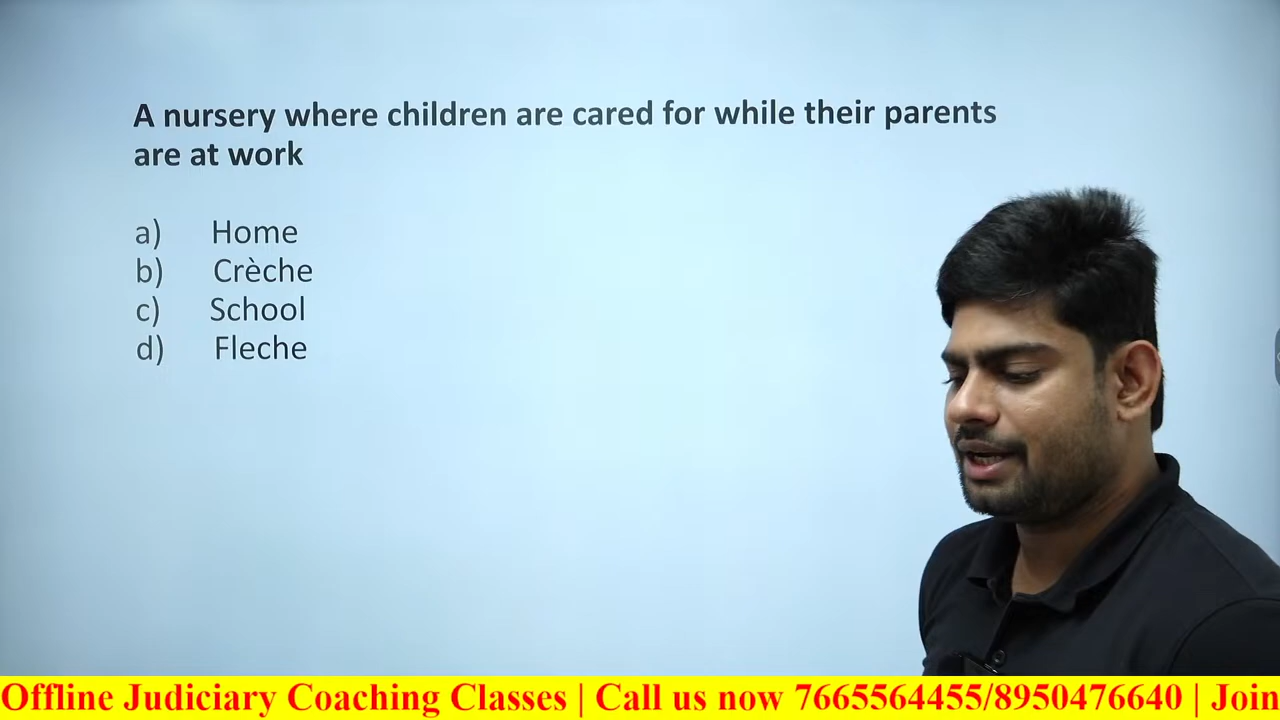 A nursery where children are cared for while their parents
are at work
a) Home
b) Crèche
c) School
d) Fleche
Offline Judiciary Coaching Classes | Call us now 7665564455/8950476640 | Join